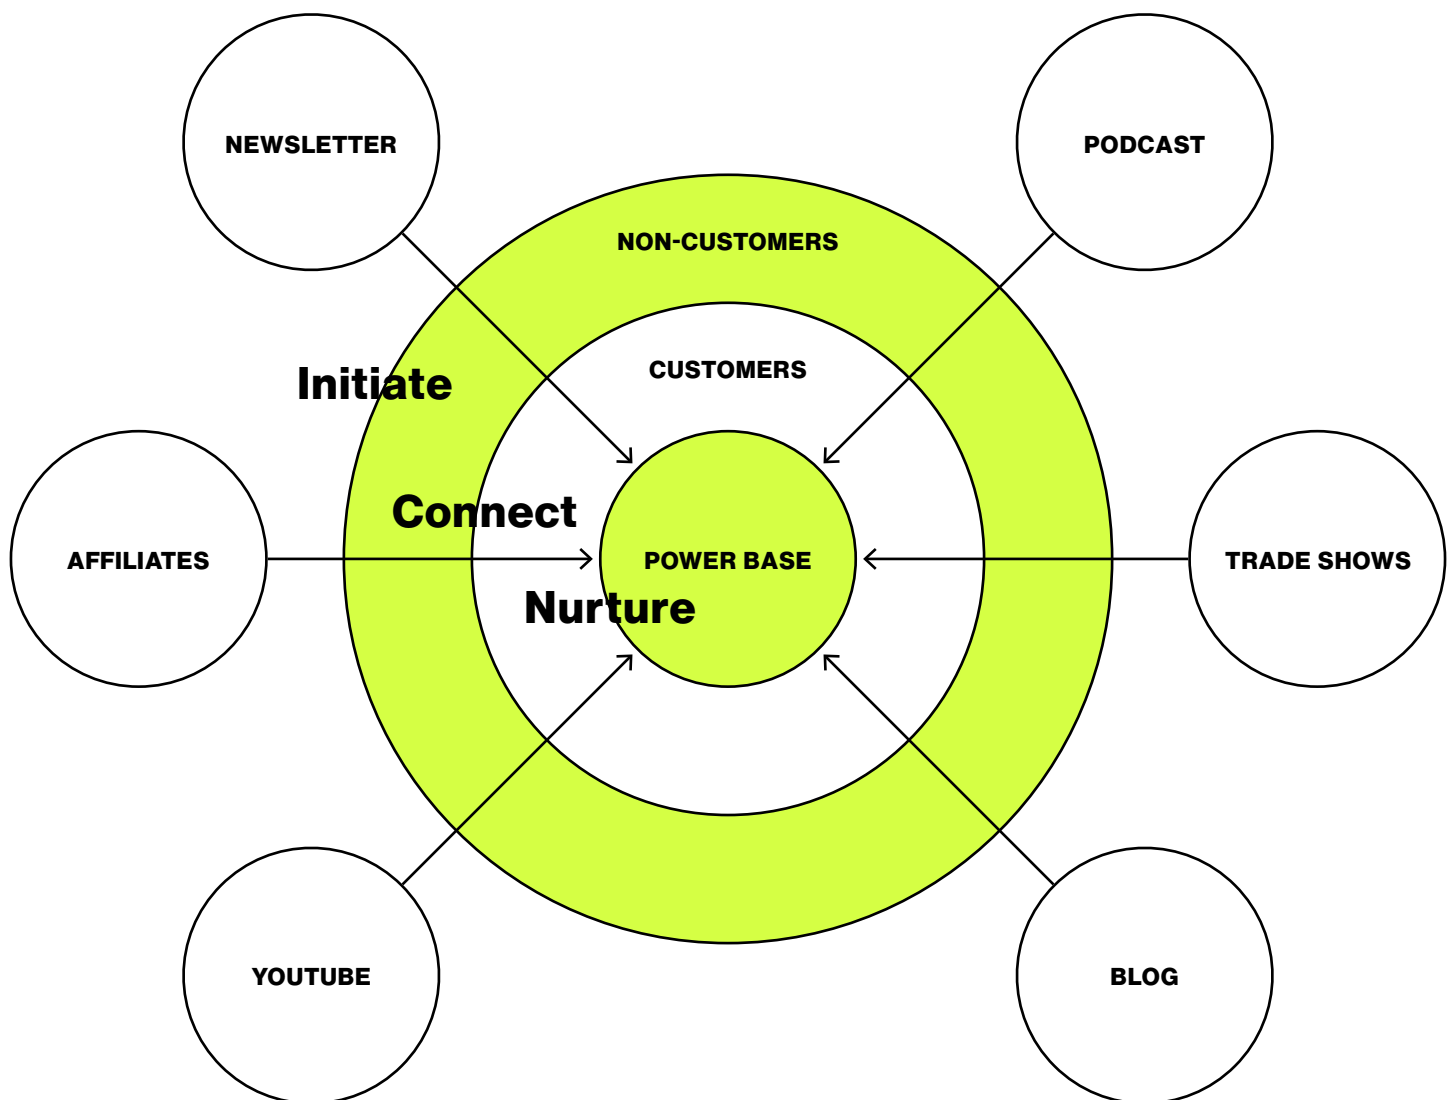 NEWSLETTER
PODCAST
NON-CUSTOMERS
CUSTOMERS
Initiate
Connect
AFFILIATES
POWER BASE
TRADE SHOWS
Nurture
YOUTUBE
BLOG